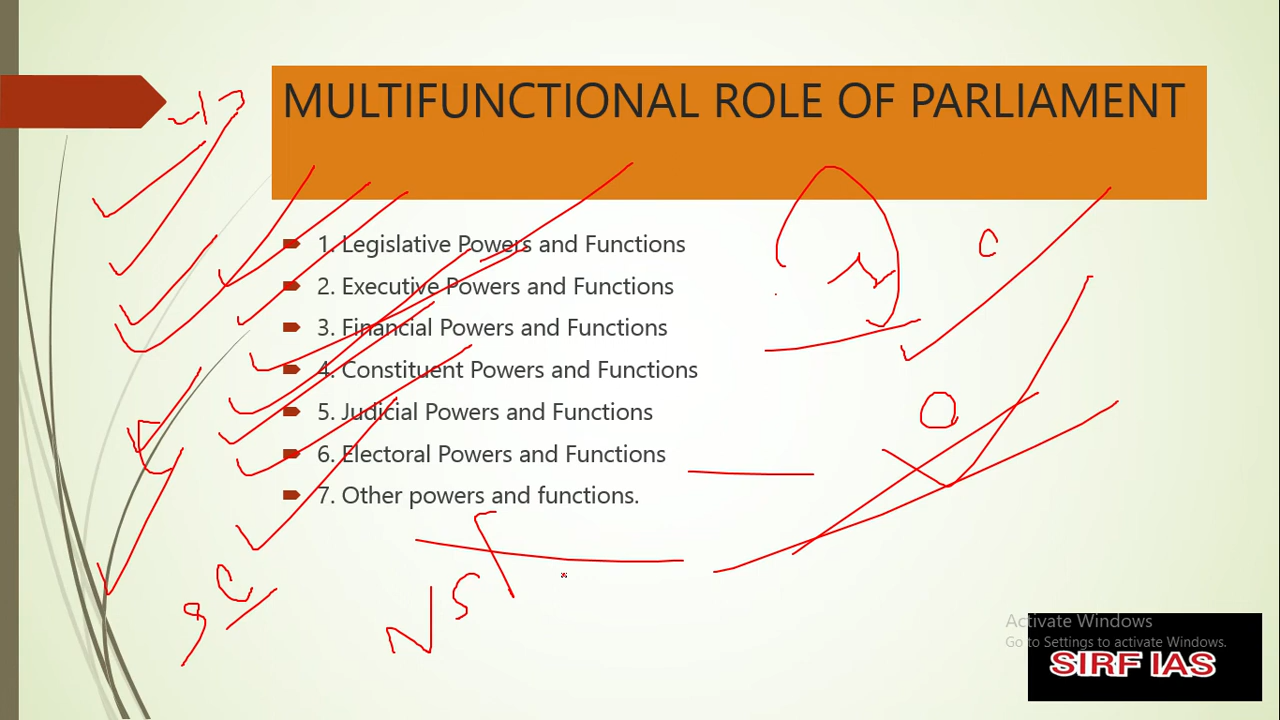 MULTIFUNCTIONAL ROLE OF PARLIAMENT
1. Legislative Powers and Functions
2. Executive Powers and Functions
3. Financial Powers and Functions
4. Constituent Powers and Functions
5. Judicial Powers and Functions
6. Electoral Powers and Functions
7. Other powers and functions.
Activate Windows
Go to Settings to activate Windows.
SIRF IAS